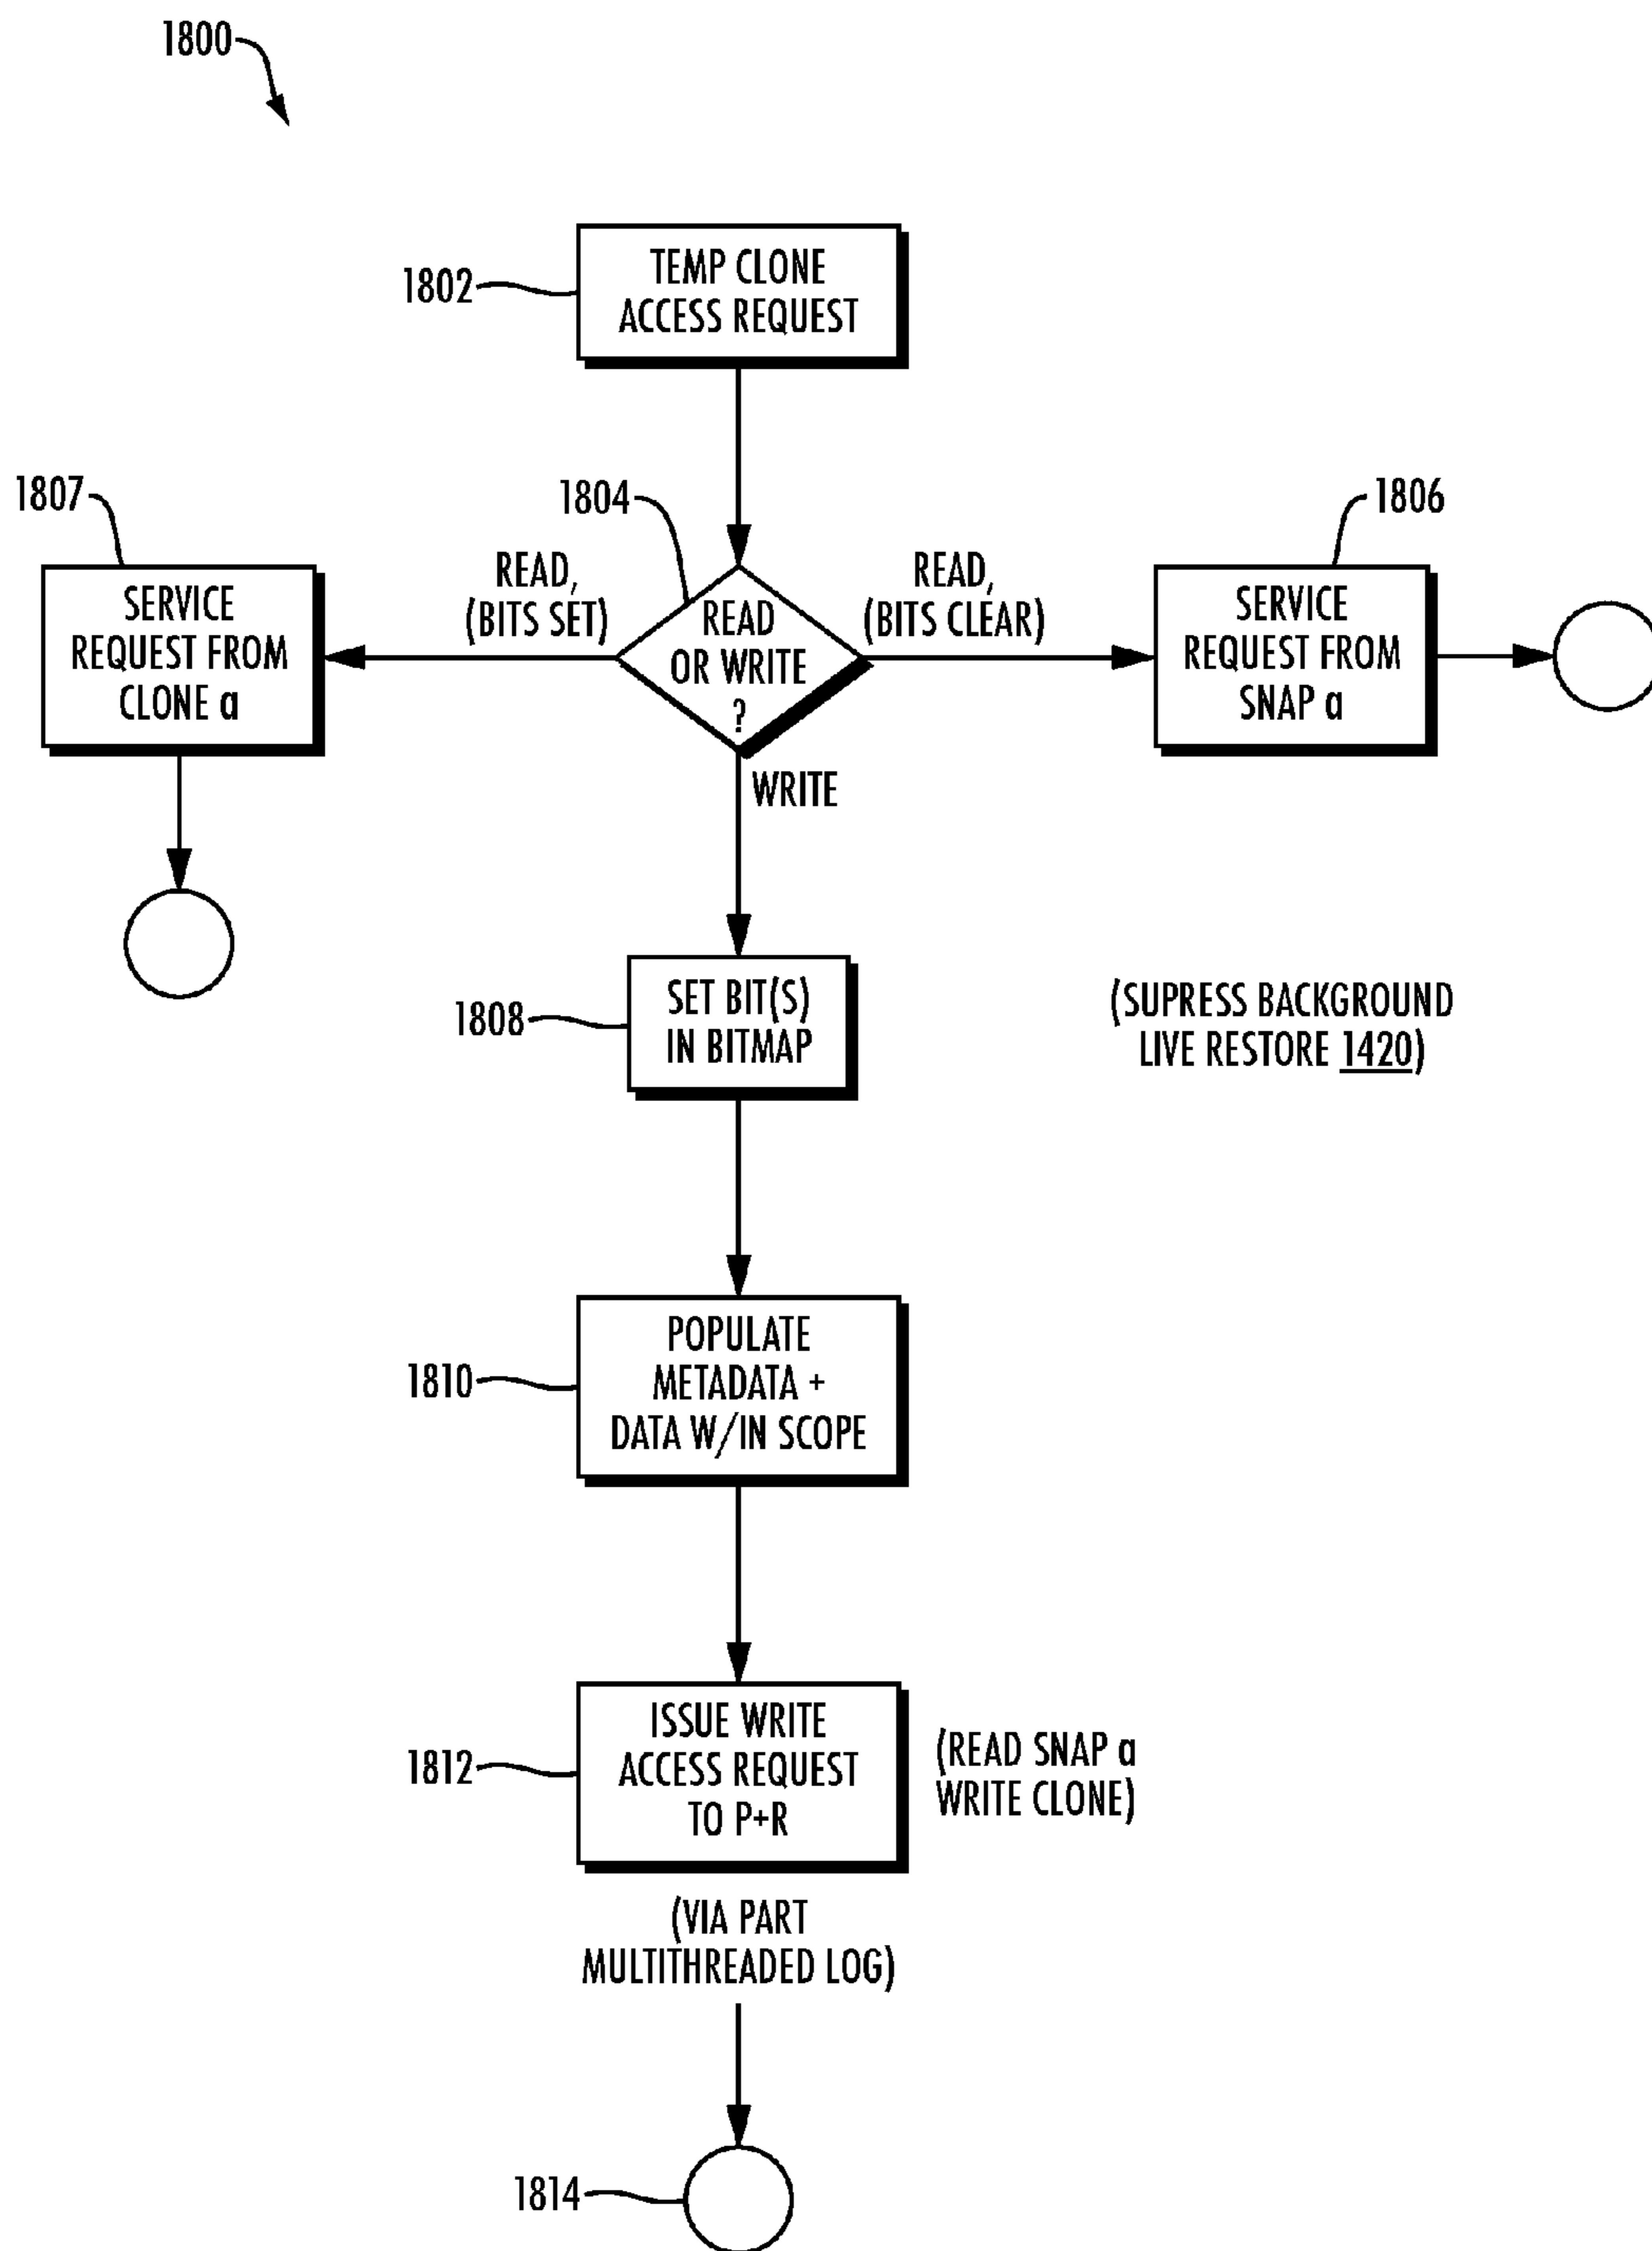 1800
1802
TEMP CLONE
ACCESS REQUEST
1807
1804
1806
SERVICE
REQUEST FROM
CLONE a
READ,
(BITS SET)
READ
OR WRITE
?
READ,
(BITS CLEAR)
SERVICE
REQUEST FROM
SNAP a
WRITE
1808
SET BIT(S)
IN BITMAP
(SUPRESS BACKGROUND
LIVE RESTORE 1420)
1810
POPULATE
METADATA +
DATA W/IN SCOPE
1812
ISSUE WRITE
ACCESS REQUEST
TO P+R
(READ SNAP a
WRITE CLONE)
(VIA PART
MULTITHREADED LOG)
1814